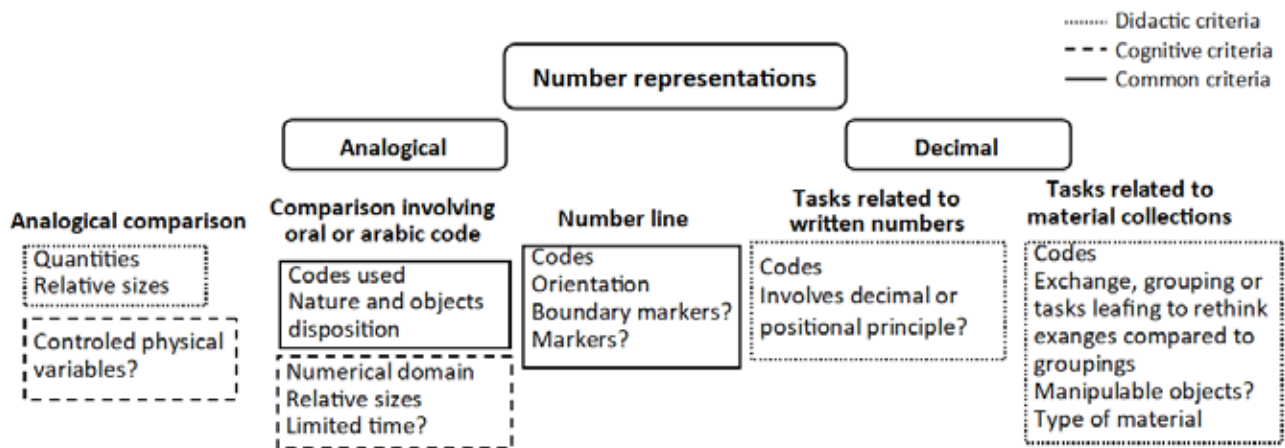 Didactic criteria
Cognitive criteria
Common criteria
Number representations
Analogical
Decimal
Analogical comparison
Quantities
Relative sizes
Controled physical
variables?
Comparison involving
oral or arabic code
Codes used
Nature and objects
disposition
Numerical domain
Relative sizes
Limited time?
Number line
Codes
Orientation
Boundary markers?
Markers?
Tasks related to
written numbers
Codes
Involves decimal or
positional principle?
Tasks related to
material collections
Codes
Exchange, grouping or
tasks leafing to rethink
exanges compared to
groupings
Manipulable objects?
Type of material